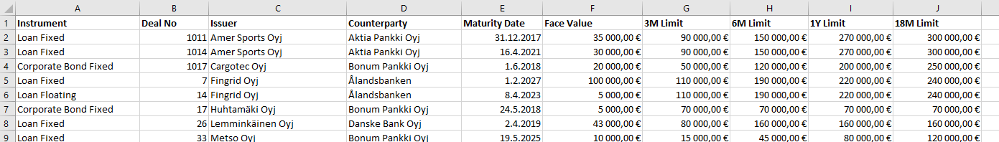 A B C D E F G H I J
1 Instrument Deal No Issuer Counterparty Maturity Date Face Value 3M Limit 6M Limit 1Y Limit 18M Limit
2 Loan Fixed 1011 Amer Sports Oyj Aktia Pankki Oyj 31.12.2017 35 000,00 € 90 000,00 € 150 000,00 € 270 000,00 € 300 000,00 €
3 Loan Fixed 1014 Amer Sports Oyj Aktia Pankki Oyj 16.4.2021 30 000,00 € 90 000,00 € 150 000,00 € 270 000,00 € 300 000,00 €
4 Corporate Bond Fixed 1017 Cargotec Oyj Bonum Pankki Oyj 1.6.2018 20 000,00 € 50 000,00 € 120 000,00 € 200 000,00 € 250 000,00 €
5 Loan Fixed 7 Fingrid Oyj Ålandsbanken 1.2.2027 100 000,00 € 110 000,00 € 190 000,00 € 220 000,00 € 240 000,00 €
6 Loan Floating 14 Fingrid Oyj Ålandsbanken 8.4.2023 5 000,00 € 110 000,00 € 190 000,00 € 220 000,00 € 240 000,00 €
7 Corporate Bond Fixed 17 Huhtamäki Oyj Bonum Pankki Oyj 24.5.2018 5 000,00 € 70 000,00 € 70 000,00 € 70 000,00 € 70 000,00 €
8 Loan Fixed 26 Lemminkäinen Oyj Danske Bank Oyj 2.4.2019 43 000,00 € 80 000,00 € 160 000,00 € 160 000,00 € 160 000,00 €
9 Loan Fixed 33 Metso Oyj Bonum Pankki Oyj 19.5.2025 10 000,00 € 15 000,00 € 45 000,00 € 80 000,00 € 120 000,00 €